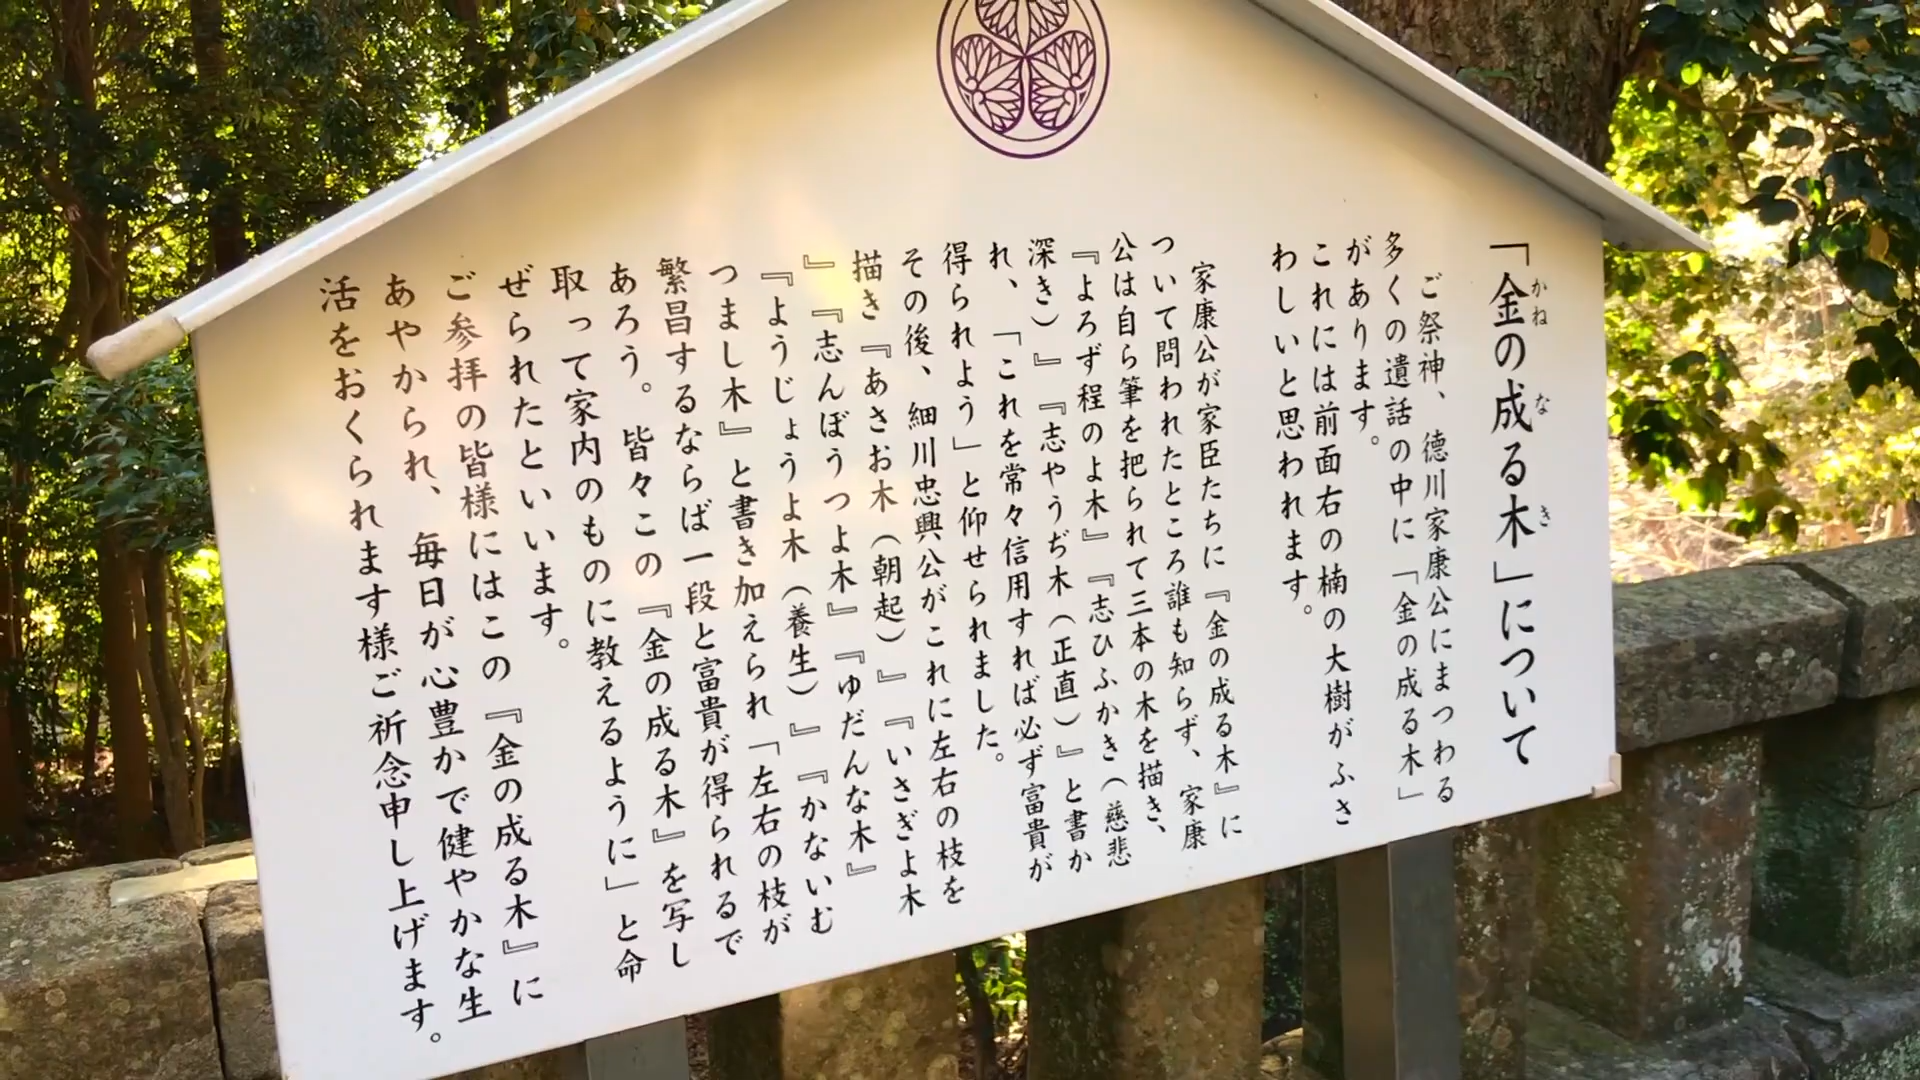 「金の成る木」について
かね
な
き
ご祭神、徳川家康公にまつわる
多くの遺話の中に「金の成る木」
があります。
これには前面右の楠の大樹がふさ
わしいと思われます。
家康公が家臣たちに『金の成る木』に
ついて問われたところ誰も知らず、家康
公は自ら筆を把られて三本の木を描き、
『よろず程のよ木』『志ひふかき(慈悲
深き)』『志やうぢ木(正直)』と書か
れ、「これを常々信用すれば必ず富貴が
得られよう」と仰せられました。
その後、細川忠興公がこれに左右の枝を
描き『あさお木(朝起)』『いさぎよ木
』『志んぼうつよ木』『ゆだんな木』
『ようじょうよ木(養生)』『かないむ
つまし木』と書き加えられ「左右の枝が
繁昌するならば一段と富貴が得られるで
あろう。皆々この『金の成る木』を写し
取って家内のものに教えるように」と命
ぜられたといいます。
ご参拝の皆様にはこの『金の成る木』に
あやかられ、毎日が心豊かで健やかな生
活をおくられます様ご祈念申し上げます。